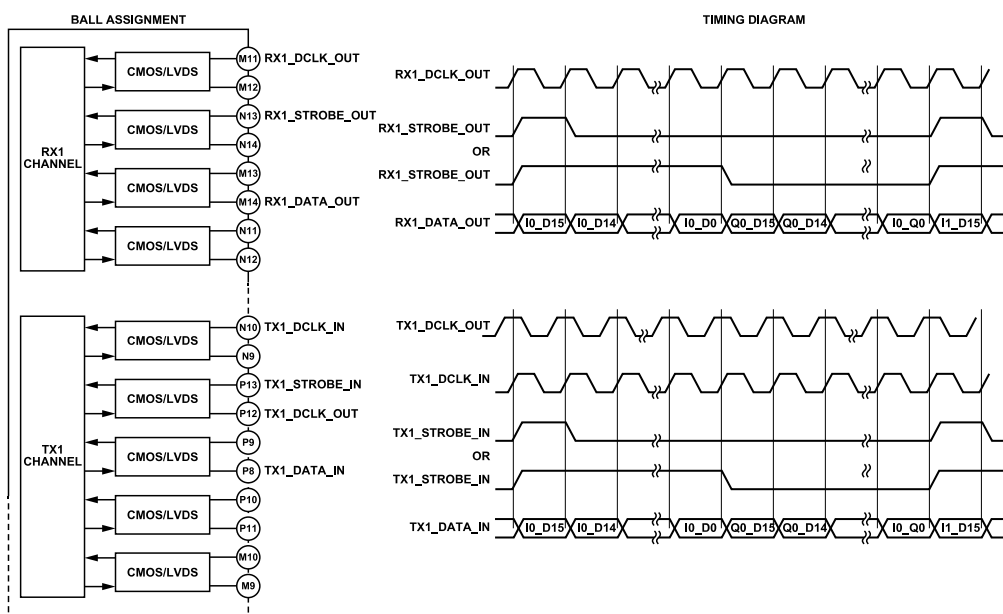 BALL ASSIGNMENT
RX1 CHANNEL
CMOS/LVDS
M11 RX1_DCLK_OUT
M12
CMOS/LVDS
N13 RX1_STROBE_OUT
N14
CMOS/LVDS
M13
M14 RX1_DATA_OUT
CMOS/LVDS
N11
N12
TX1 CHANNEL
CMOS/LVDS
N10 TX1_DCLK_IN
N9
CMOS/LVDS
P13 TX1_STROBE_IN
P12 TX1_DCLK_OUT
CMOS/LVDS
P9
P8 TX1_DATA_IN
CMOS/LVDS
P10
P11
CMOS/LVDS
M10
M9
TIMING DIAGRAM
RX1_DCLK_OUT
RX1_STROBE_OUT
OR
RX1_STROBE_OUT
RX1_DATA_OUT I0_D15 I0_D14 I0_D0 Q0_D15 Q0_D14 I0_Q0 I1_D15
TX1_DCLK_OUT
TX1_DCLK_IN
TX1_STROBE_IN
OR
TX1_STROBE_IN
TX1_DATA_IN I0_D15 I0_D14 I0_D0 Q0_D15 Q0_D14 I0_Q0 I1_D15